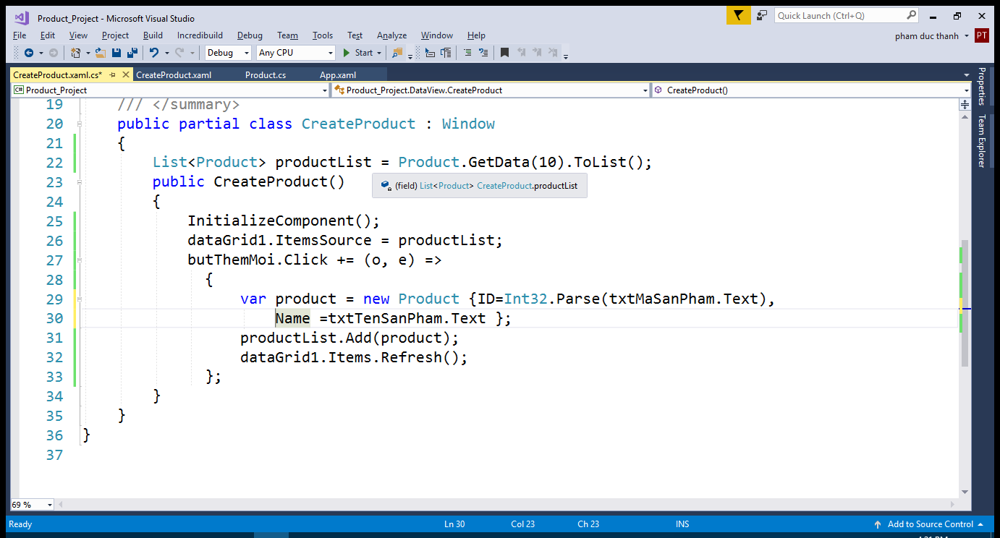 Product_Project - Microsoft Visual Studio
Quick Launch (Ctrl+Q)
File Edit View Project Build Incredibuild Debug Team Tools Test Analyze Window Help
pham duc thanh PT
Debug Any CPU Start
CreateProduct.xaml.cs* CreateProduct.xaml Product.cs App.xaml
C# Product_Project Product_Project.DataView.CreateProduct CreateProduct()
Properties
Team Explorer
19 /// </summary>
20 public partial class CreateProduct : Window
21 {
22 List<Product> productList = Product.GetData(10).ToList();
23 public CreateProduct()
(field) List<Product> CreateProduct.productList
24 {
25 InitializeComponent();
26 dataGrid1.ItemsSource = productList;
27 butThemMoi.Click += (o, e) =>
28 {
29 var product = new Product {ID=Int32.Parse(txtMaSanPham.Text),
30 Name =txtTenSanPham.Text };
31 productList.Add(product);
32 dataGrid1.Items.Refresh();
33 };
34 }
35 }
36 }
37
69 %
Ready Ln 30 Col 23 Ch 23 INS Add to Source Control